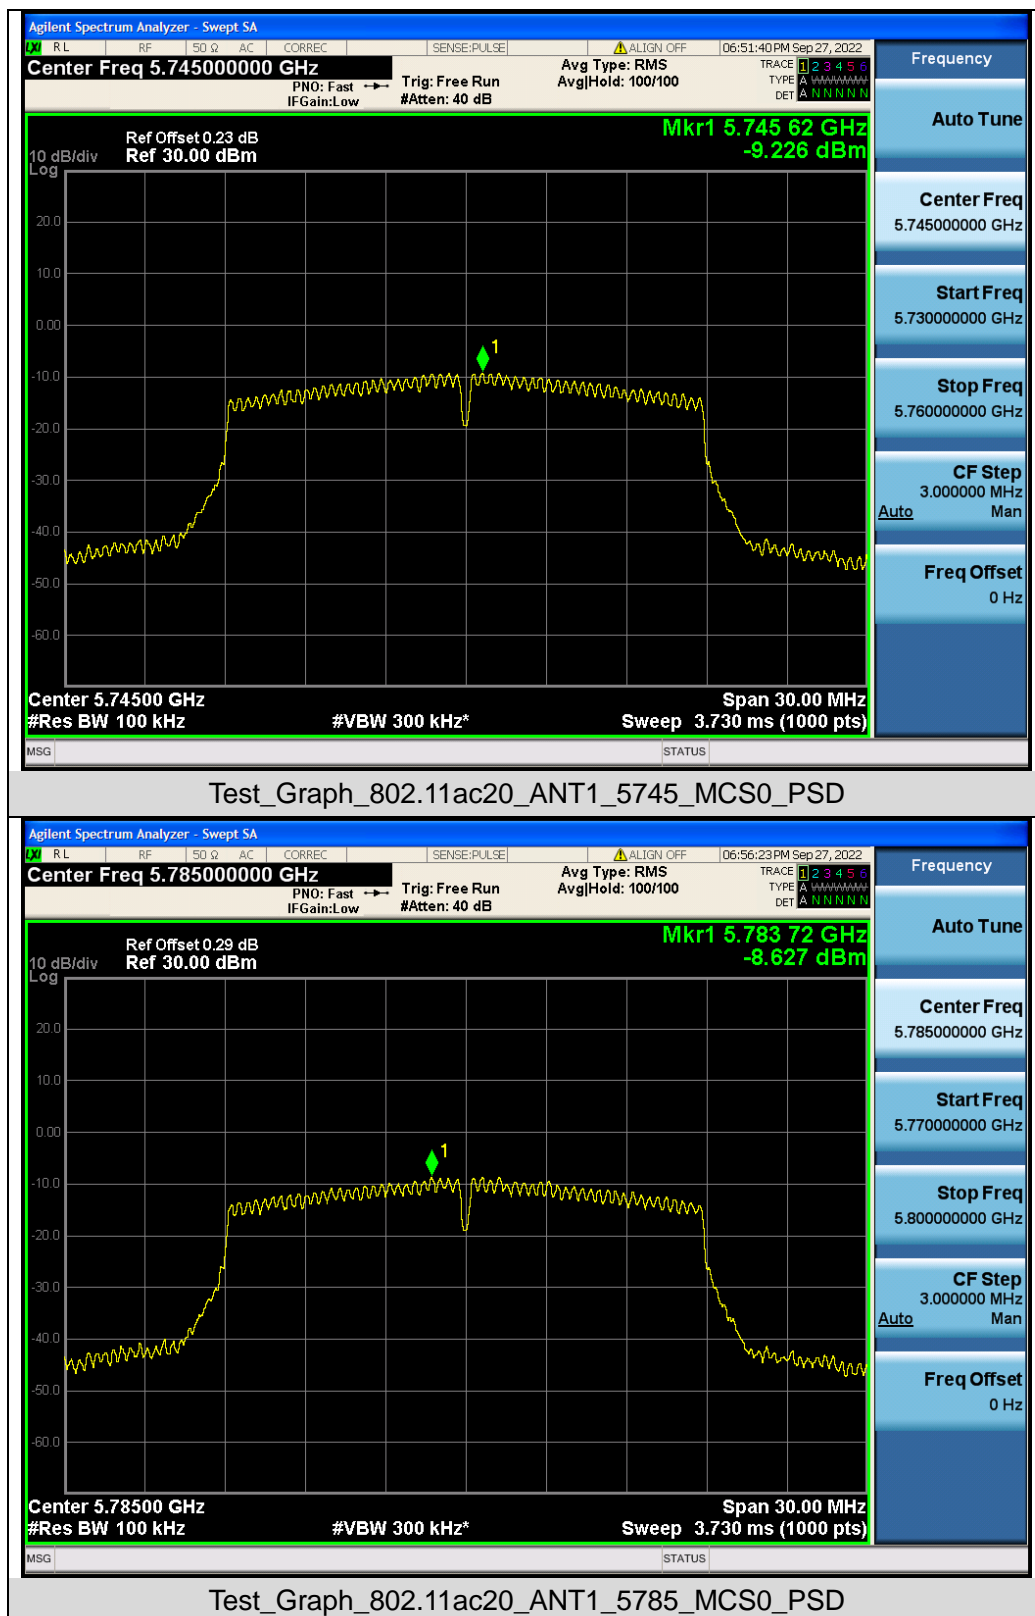 Agilent Spectrum Analyzer - Swept SA
LXI RL RF 50 Ω AC CORREC SENSE:PULSE ALIGN OFF 06:51:40 PM Sep 27, 2022
Center Freq 5.745000000 GHz
PNO: Fast
IFGain:Low
Trig: Free Run
#Atten: 40 dB
Avg Type: RMS
Avg|Hold: 100/100
TRACE 1 2 3 4 5 6
TYPE A WWWWW
DET A N N N N N
Frequency
Auto Tune
Center Freq
5.745000000 GHz
Start Freq
5.730000000 GHz
Stop Freq
5.760000000 GHz
CF Step
3.000000 MHz
Auto Man
Freq Offset
0 Hz
Mkr1 5.745 62 GHz
-9.226 dBm
Ref Offset 0.23 dB
10 dB/div Ref 30.00 dBm
Log
20.0
10.0
0.00
-10.0
-20.0
-30.0
-40.0
-50.0
-60.0
1
Center 5.74500 GHz Span 30.00 MHz
#Res BW 100 kHz #VBW 300 kHz* Sweep 3.730 ms (1000 pts)
MSG STATUS
Test_Graph_802.11ac20_ANT1_5745_MCS0_PSD
Agilent Spectrum Analyzer - Swept SA
LXI RL RF 50 Ω AC CORREC SENSE:PULSE ALIGN OFF 06:56:23 PM Sep 27, 2022
Center Freq 5.785000000 GHz
PNO: Fast
IFGain:Low
Trig: Free Run
#Atten: 40 dB
Avg Type: RMS
Avg|Hold: 100/100
TRACE 1 2 3 4 5 6
TYPE A WWWWW
DET A N N N N N
Frequency
Auto Tune
Center Freq
5.785000000 GHz
Start Freq
5.770000000 GHz
Stop Freq
5.800000000 GHz
CF Step
3.000000 MHz
Auto Man
Freq Offset
0 Hz
Mkr1 5.783 72 GHz
-8.627 dBm
Ref Offset 0.29 dB
10 dB/div Ref 30.00 dBm
Log
20.0
10.0
0.00
-10.0
-20.0
-30.0
-40.0
-50.0
-60.0
1
Center 5.78500 GHz Span 30.00 MHz
#Res BW 100 kHz #VBW 300 kHz* Sweep 3.730 ms (1000 pts)
MSG STATUS
Test_Graph_802.11ac20_ANT1_5785_MCS0_PSD